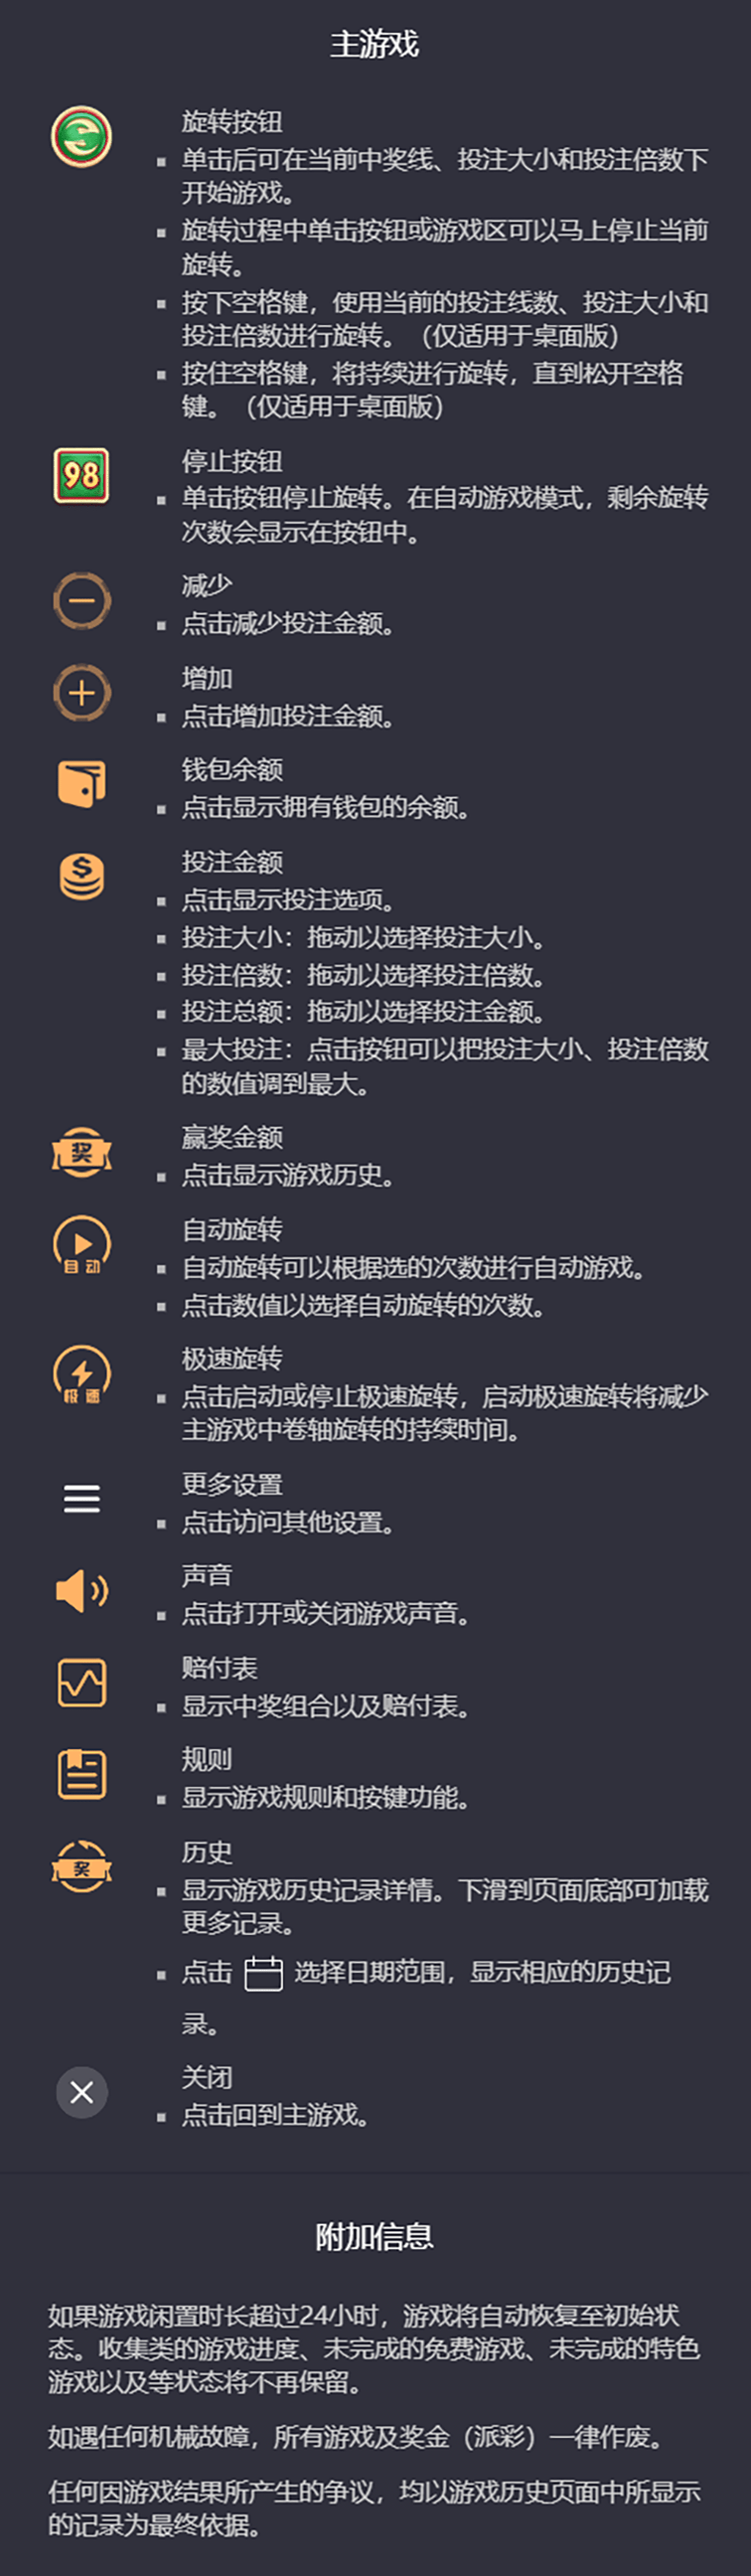 主游戏
旋转按钮
单击后可在当前中奖线、投注大小和投注倍数下
开始游戏。
旋转过程中单击按钮或游戏区可以马上停止当前
旋转。
按下空格键，使用当前的投注线数、投注大小和
投注倍数进行旋转。（仅适用于桌面版）
按住空格键，将持续进行旋转，直到松开空格
键。（仅适用于桌面版）
98
停止按钮
单击按钮停止旋转。在自动游戏模式，剩余旋转
次数会显示在按钮中。
减少
点击减少投注金额。
增加
点击增加投注金额。
钱包余额
点击显示拥有钱包的余额。
$
投注金额
点击显示投注选项。
投注大小：拖动以选择投注大小。
投注倍数：拖动以选择投注倍数。
投注总额：拖动以选择投注金额。
最大投注：点击按钮可以把投注大小、投注倍数
的数值调到最大。
奖
赢奖金额
点击显示游戏历史。
自动
自动旋转
自动旋转可以根据选的次数进行自动游戏。
点击数值以选择自动旋转的次数。
极速
极速旋转
点击启动或停止极速旋转，启动极速旋转将减少
主游戏中卷轴旋转的持续时间。
更多设置
点击访问其他设置。
声音
点击打开或关闭游戏声音。
赔付表
显示中奖组合以及赔付表。
规则
显示游戏规则和按键功能。
奖
历史
显示游戏历史记录详情。下滑到页面底部可加载
更多记录。
点击 选择日期范围，显示相应的历史记
录。
关闭
点击回到主游戏。
附加信息
如果游戏闲置时长超过24小时，游戏将自动恢复至初始状
态。收集类的游戏进度、未完成的免费游戏、未完成的特色
游戏以及等状态将不再保留。
如遇任何机械故障，所有游戏及奖金（派彩）一律作废。
任何因游戏结果所产生的争议，均以游戏历史页面中所显示
的记录为最终依据。